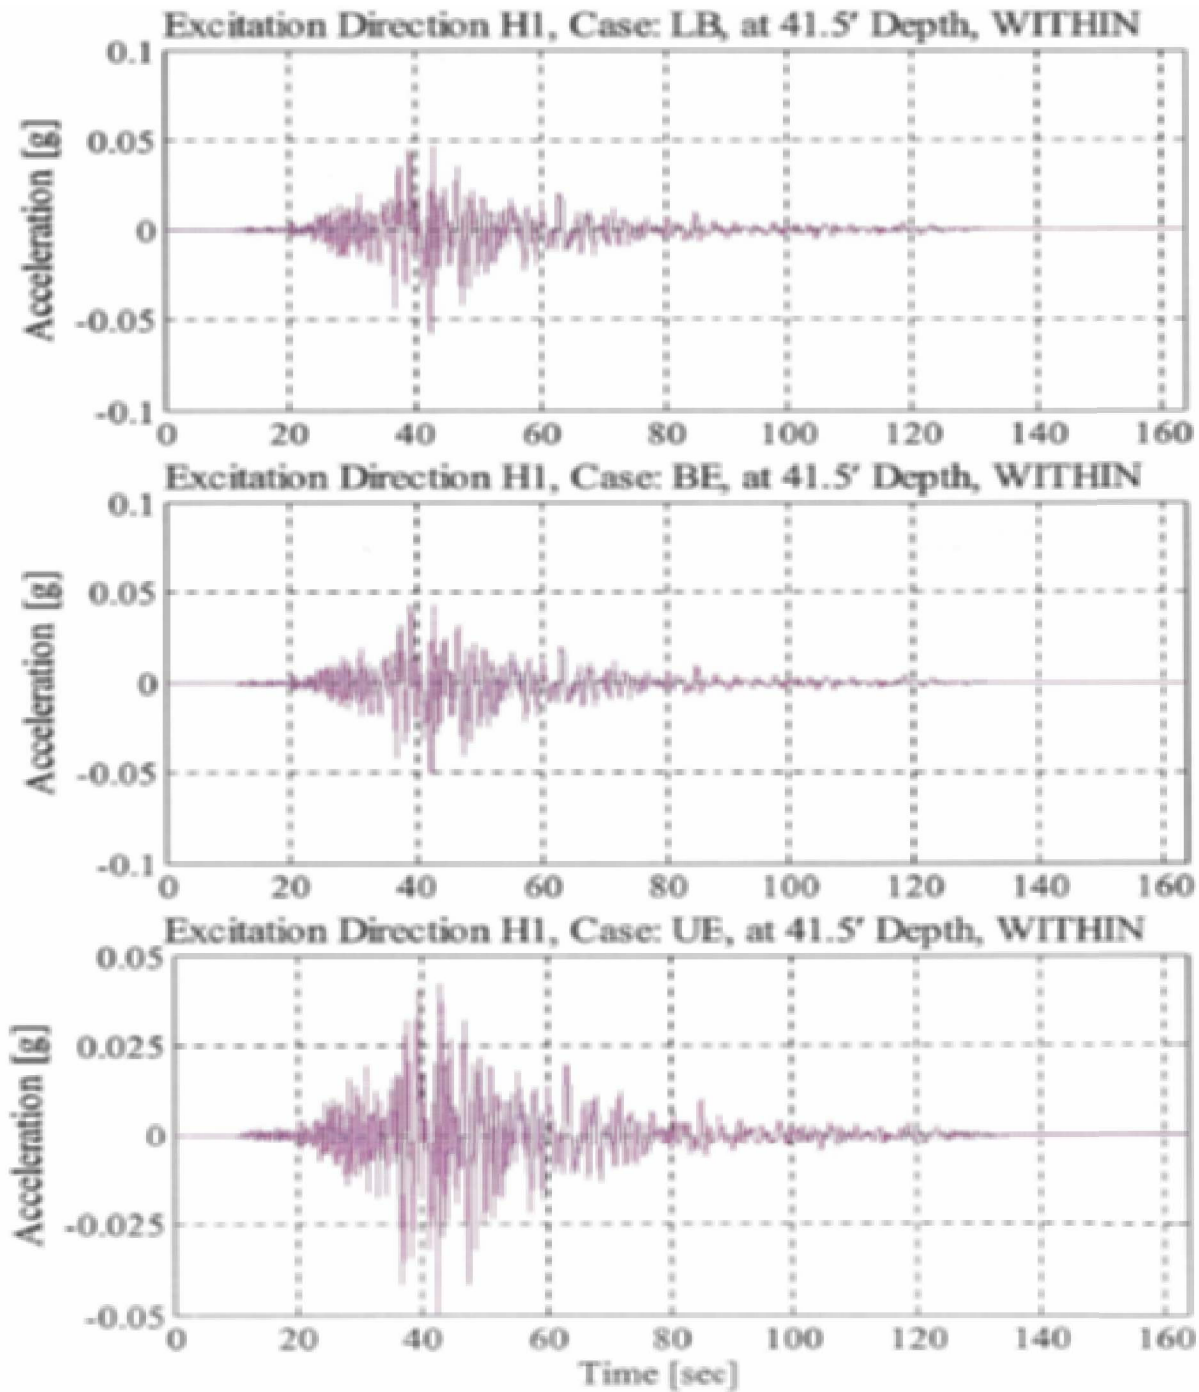 Excitation Direction H1, Case: LB, at 41.5′ Depth, WITHIN
0.1
0.05
0
-0.05
-0.1
Acceleration [g]
0 20 40 60 80 100 120 140 160
Excitation Direction H1, Case: BE, at 41.5′ Depth, WITHIN
0.1
0.05
0
-0.05
-0.1
Acceleration [g]
0 20 40 60 80 100 120 140 160
Excitation Direction H1, Case: UE, at 41.5′ Depth, WITHIN
0.05
0.025
0
-0.025
-0.05
Acceleration [g]
0 20 40 60 80 100 120 140 160
Time [sec]